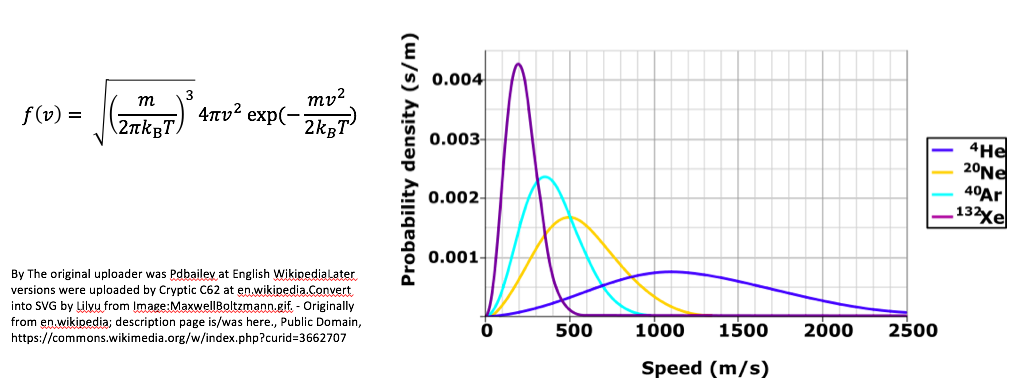 f(v) = √(m/2πk_BT)³ 4πv² exp(−mv²/2k_BT)
By The original uploader was Pdbailey at English WikipediaLater
versions were uploaded by Cryptic C62 at en.wikipedia.Convert
into SVG by Lilyu from Image:MaxwellBoltzmann.gif. - Originally
from en.wikipedia; description page is/was here., Public Domain,
https://commons.wikimedia.org/w/index.php?curid=3662707
Probability density (s/m)
0.004
0.003
0.002
0.001
0 500 1000 1500 2000 2500
Speed (m/s)
⁴He
²⁰Ne
⁴⁰Ar
¹³²Xe